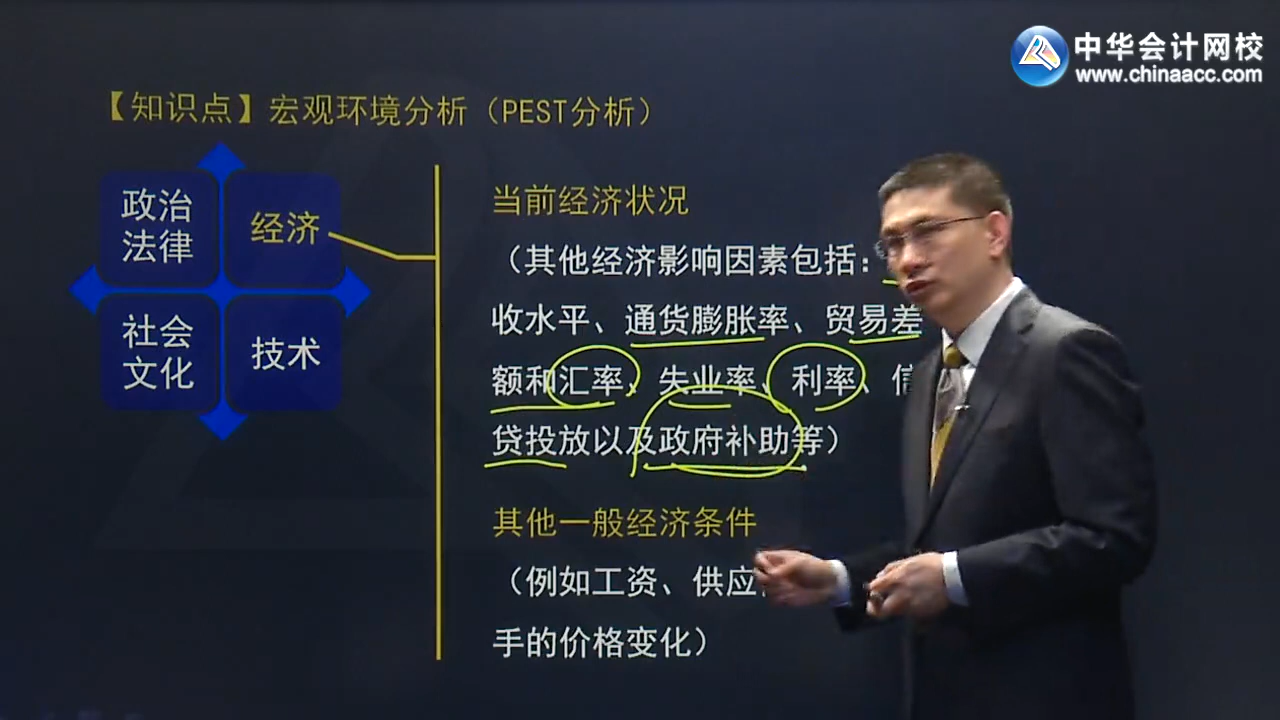 中华会计网校
www.chinaacc.com
【知识点】宏观环境分析（PEST分析）
政治
法律
经济
社会
文化
技术
当前经济状况
（其他经济影响因素包括：
收水平、通货膨胀率、贸易差
额和汇率、失业率、利率、信
贷投放以及政府补助等）
其他一般经济条件
（例如工资、供应
手的价格变化）